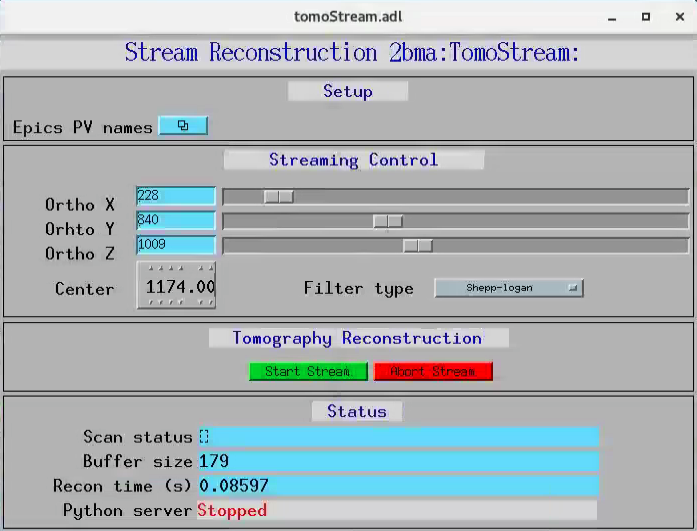 tomoStream.adl
Stream Reconstruction 2bma:TomoStream:
Setup
Epics PV names
Streaming Control
Ortho X 228
Orhto Y 840
Ortho Z 1009
Center 1174.00 Filter type Shepp-logan
Tomography Reconstruction
Start Stream Abort Stream
Status
Scan status []
Buffer size 179
Recon time (s) 0.08597
Python server Stopped